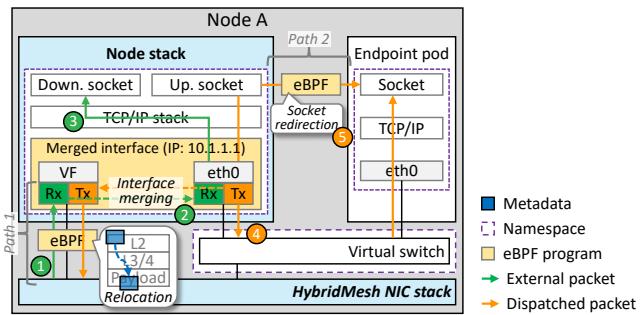 Node A
Path 2
Node stack
Endpoint pod
Down. socket
Up. socket
eBPF
Socket
Socket
redirection
5
3
TCP/IP stack
TCP/IP
Merged interface (IP: 10.1.1.1)
VF
eth0
eth0
Rx
Tx
Interface
merging
Rx
Tx
2
Path 1
4
eBPF
1
L2
L3/4
Payload
Relocation
Virtual switch
HybridMesh NIC stack
Metadata
Namespace
eBPF program
External packet
Dispatched packet